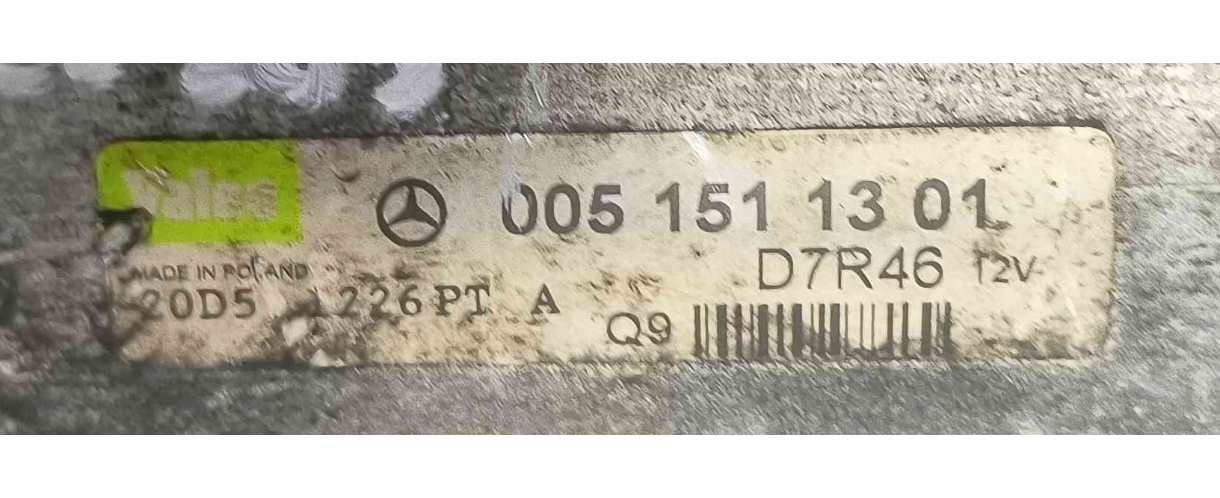 Valeo 005 151 13 01
D7R46 12V
MADE IN POLAND
20D5 1226PT A
Q9